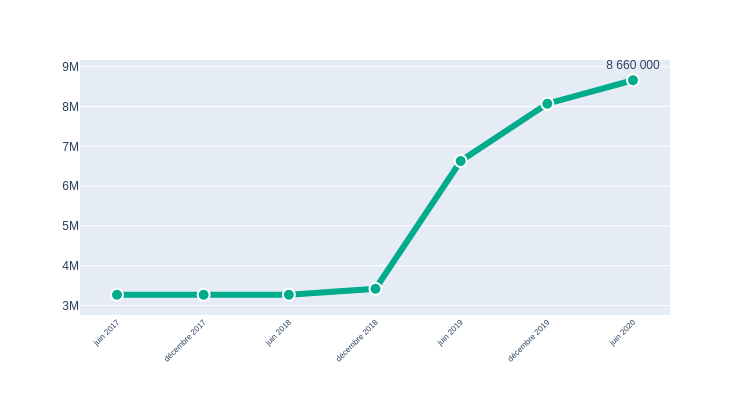 8 660 000
9M
8M
7M
6M
5M
4M
3M
juin 2017
décembre 2017
juin 2018
décembre 2018
juin 2019
décembre 2019
juin 2020